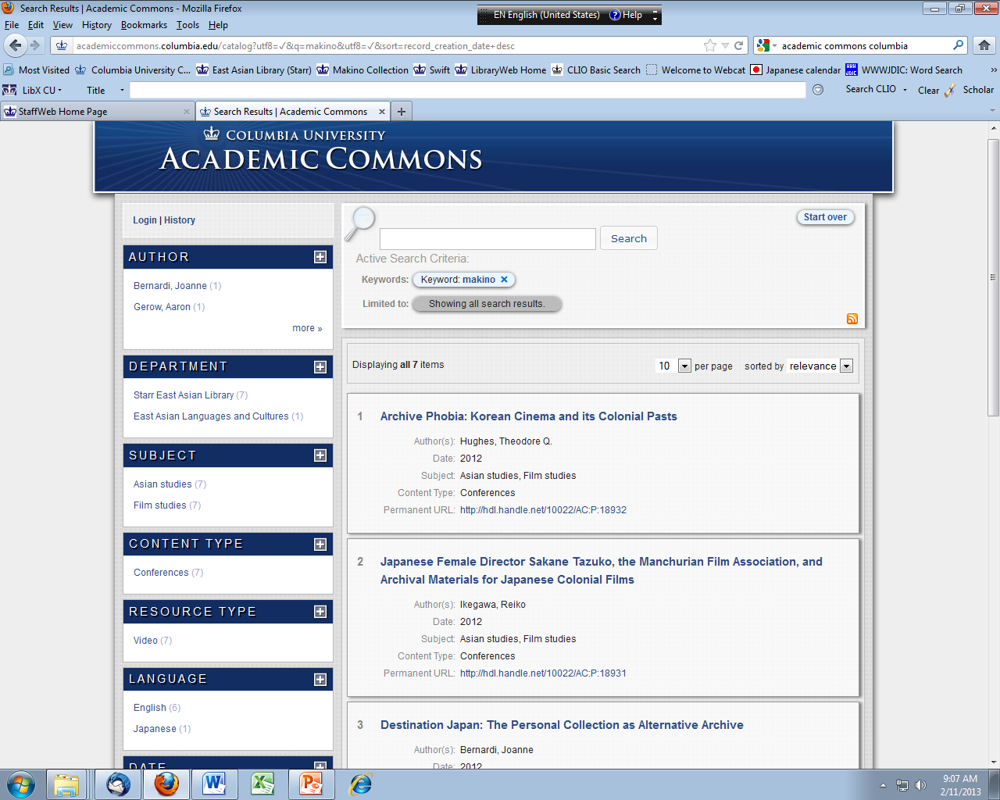 Search Results | Academic Commons - Mozilla Firefox
EN English (United States) ? Help
File Edit View History Bookmarks Tools Help
academiccommons.columbia.edu/catalog?utf8=✓&q=makino&utf8=✓&sort=record_creation_date+desc
academic commons columbia
Most Visited Columbia University C... East Asian Library (Starr) Makino Collection Swift LibraryWeb Home CLIO Basic Search Welcome to Webcat Japanese calendar WWWJDIC: Word Search »
LibX CU Title Search CLIO Clear Scholar
StaffWeb Home Page × Search Results | Academic Commons × +
COLUMBIA UNIVERSITY
ACADEMIC COMMONS
Login | History
AUTHOR
Bernardi, Joanne (1)
Gerow, Aaron (1)
more »
DEPARTMENT
Starr East Asian Library (7)
East Asian Languages and Cultures (1)
SUBJECT
Asian studies (7)
Film studies (7)
CONTENT TYPE
Conferences (7)
RESOURCE TYPE
Video (7)
LANGUAGE
English (6)
Japanese (1)
DATE
Start over
Search
Active Search Criteria:
Keywords: Keyword: makino ×
Limited to: Showing all search results.
Displaying all 7 items
10 per page sorted by relevance
1 Archive Phobia: Korean Cinema and its Colonial Pasts
Author(s): Hughes, Theodore Q.
Date: 2012
Subject: Asian studies, Film studies
Content Type: Conferences
Permanent URL: http://hdl.handle.net/10022/AC:P:18932
2 Japanese Female Director Sakane Tazuko, the Manchurian Film Association, and
Archival Materials for Japanese Colonial Films
Author(s): Ikegawa, Reiko
Date: 2012
Subject: Asian studies, Film studies
Content Type: Conferences
Permanent URL: http://hdl.handle.net/10022/AC:P:18931
3 Destination Japan: The Personal Collection as Alternative Archive
Author(s): Bernardi, Joanne
Date: 2012
9:07 AM
2/11/2013